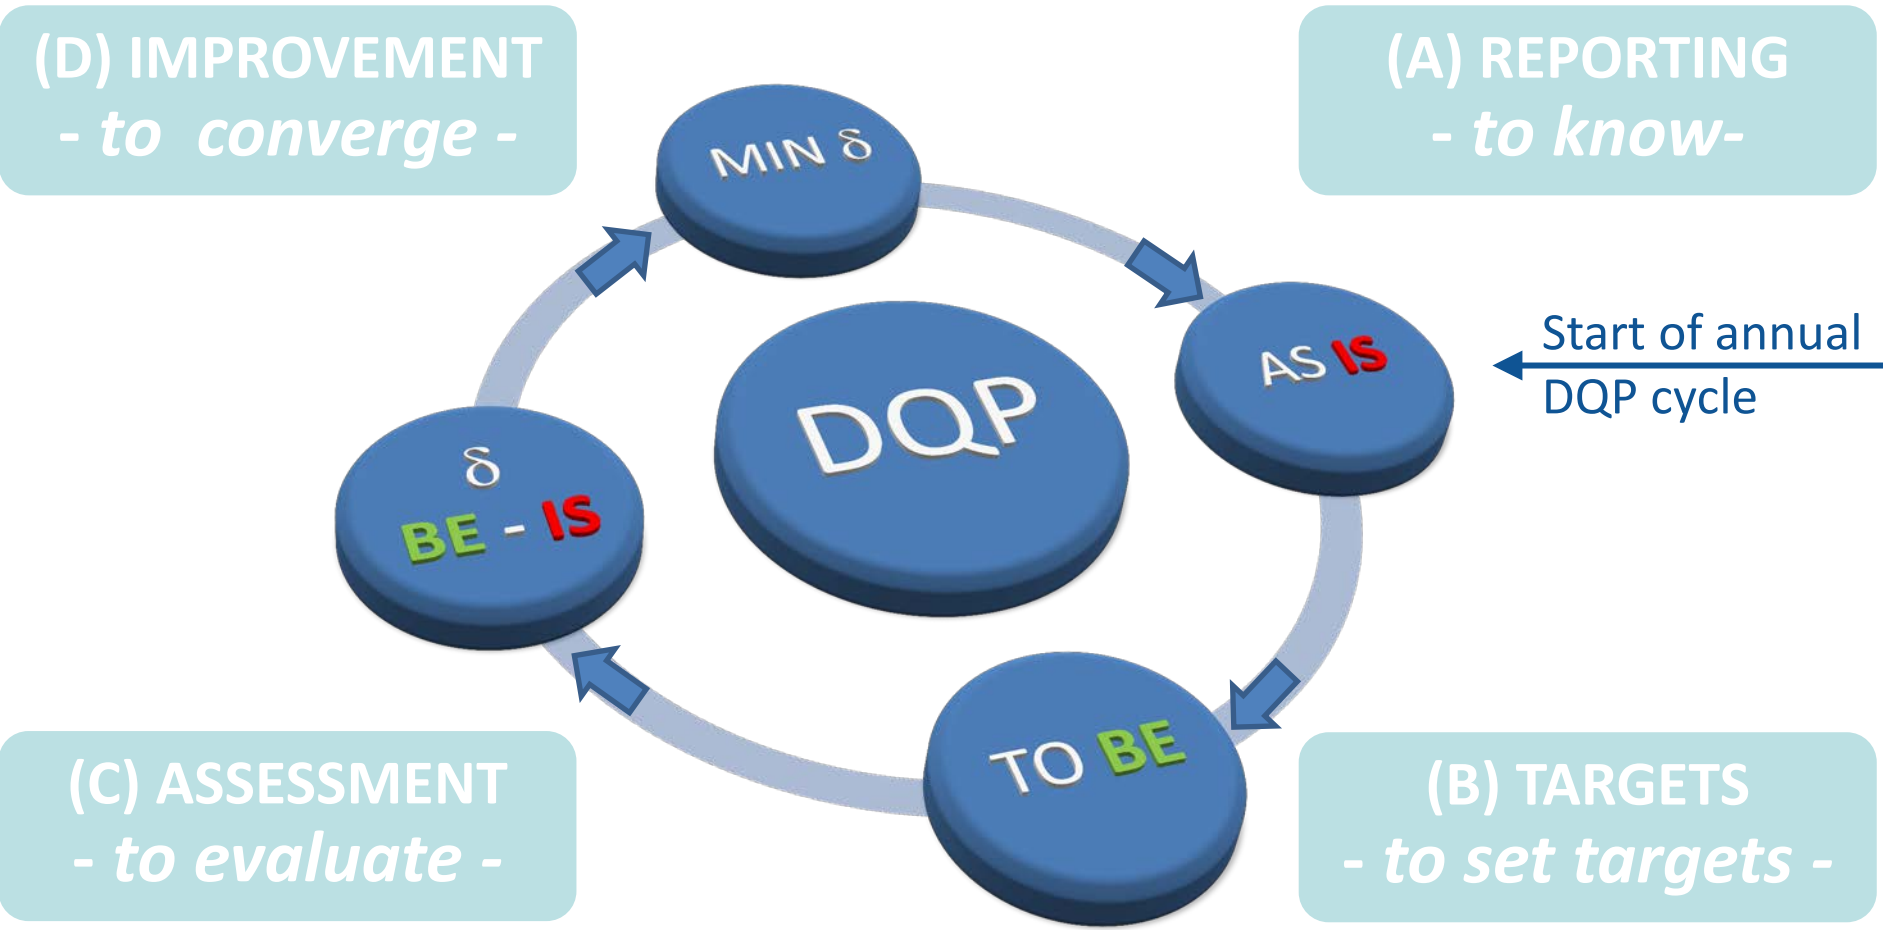 (D) IMPROVEMENT
- to converge -
(A) REPORTING
- to know-
MIN δ
AS IS
Start of annual
DQP cycle
DQP
δ
BE - IS
TO BE
(C) ASSESSMENT
- to evaluate -
(B) TARGETS
- to set targets -